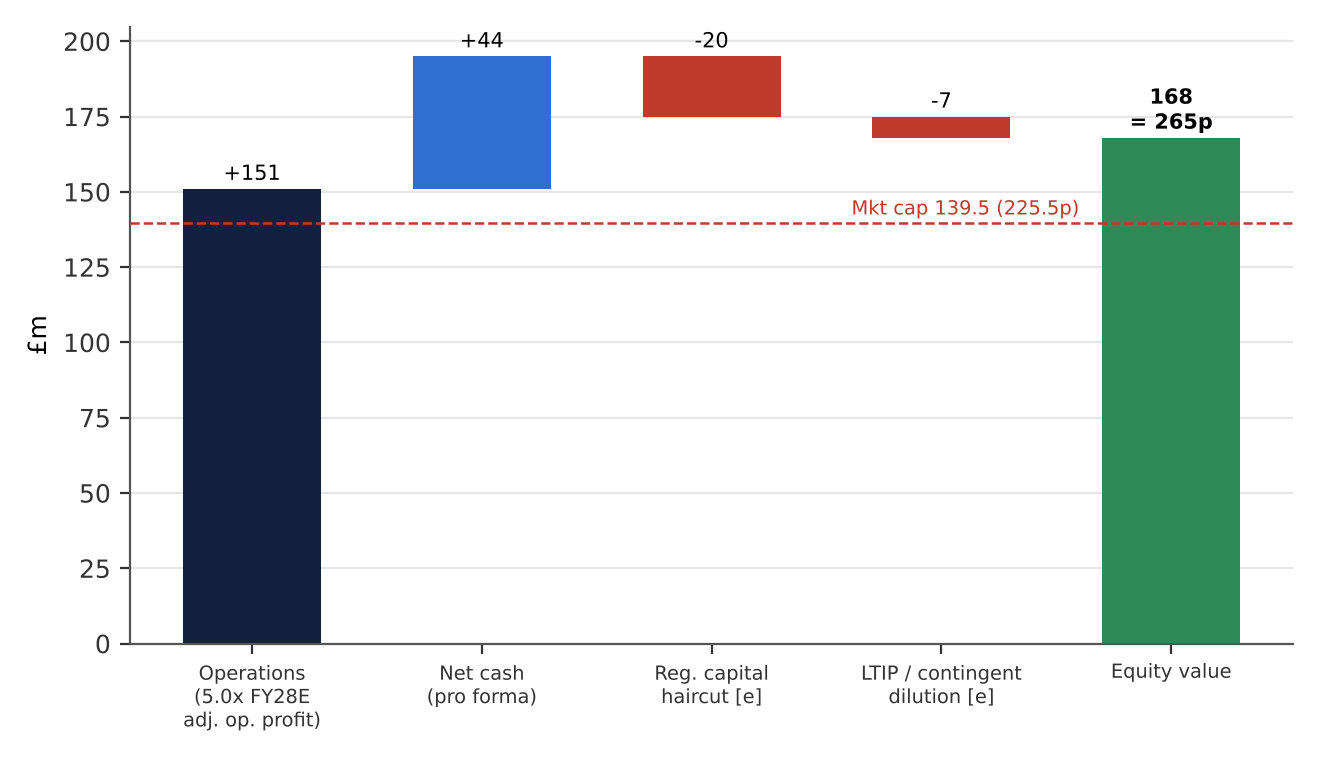 200
175
150
125
100
75
50
25
0
£m
+151
+44
-20
-7
168
= 265p
Mkt cap 139.5 (225.5p)
Operations
(5.0x FY28E
adj. op. profit)
Net cash
(pro forma)
Reg. capital
haircut [e]
LTIP / contingent
dilution [e]
Equity value